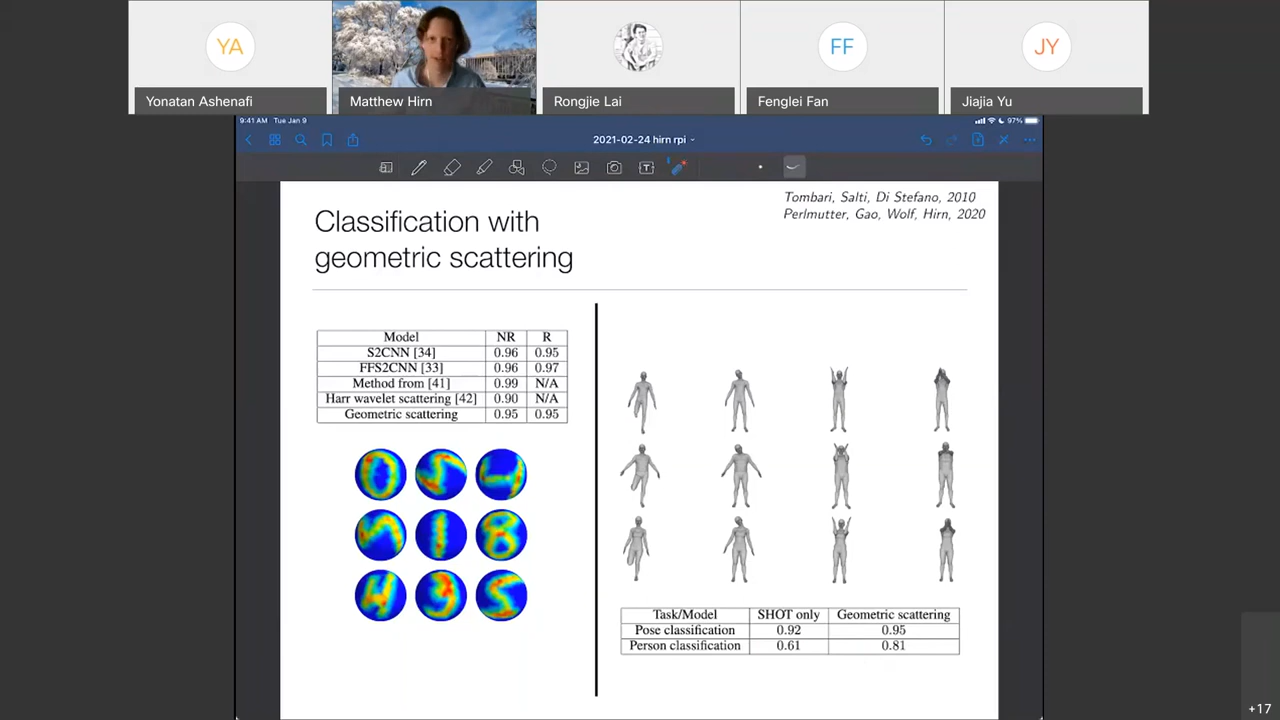 YA
FF
JY
Yonatan Ashenafi
Matthew Hirn
Rongjie Lai
Fenglei Fan
Jiajia Yu
9:41 AM Tue Jan 9
97%
2021-02-24 hirn rpi
Tombari, Salti, Di Stefano, 2010
Perlmutter, Gao, Wolf, Hirn, 2020
Classification with
geometric scattering
Model NR R
S2CNN [34] 0.96 0.95
FFS2CNN [33] 0.96 0.97
Method from [41] 0.99 N/A
Harr wavelet scattering [42] 0.90 N/A
Geometric scattering 0.95 0.95
Task/Model SHOT only Geometric scattering
Pose classification 0.92 0.95
Person classification 0.61 0.81
+17